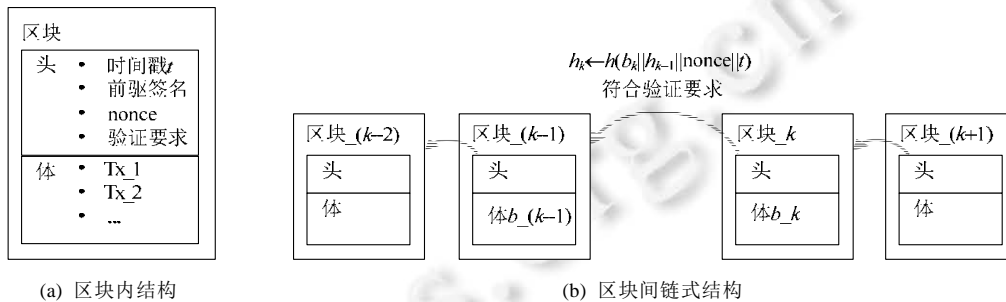 区块
头
• 时间戳t
• 前驱签名
• nonce
• 验证要求
体
• Tx_1
• Tx_2
• ...
(a) 区块内结构
h_k←h(b_k||h_{k−1}||nonce||t)
符合验证要求
区块_(k−2)
头
体
区块_(k−1)
头
体b_(k−1)
区块_k
头
体b_k
区块_(k+1)
头
体
(b) 区块间链式结构